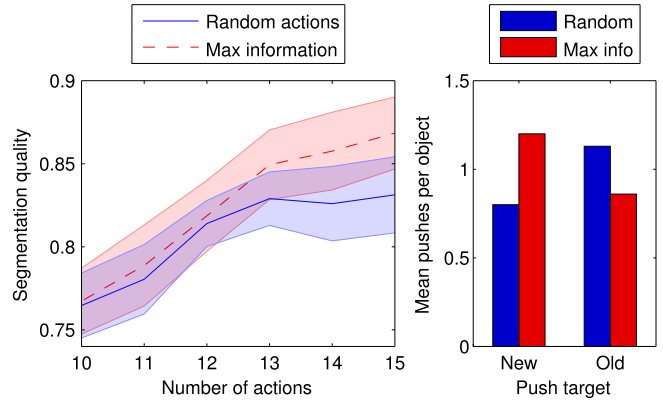 Random actions
Max information
Segmentation quality
0.9
0.85
0.8
0.75
10 11 12 13 14 15
Number of actions
Random
Max info
Mean pushes per object
1.5
1
0.5
0
New Old
Push target